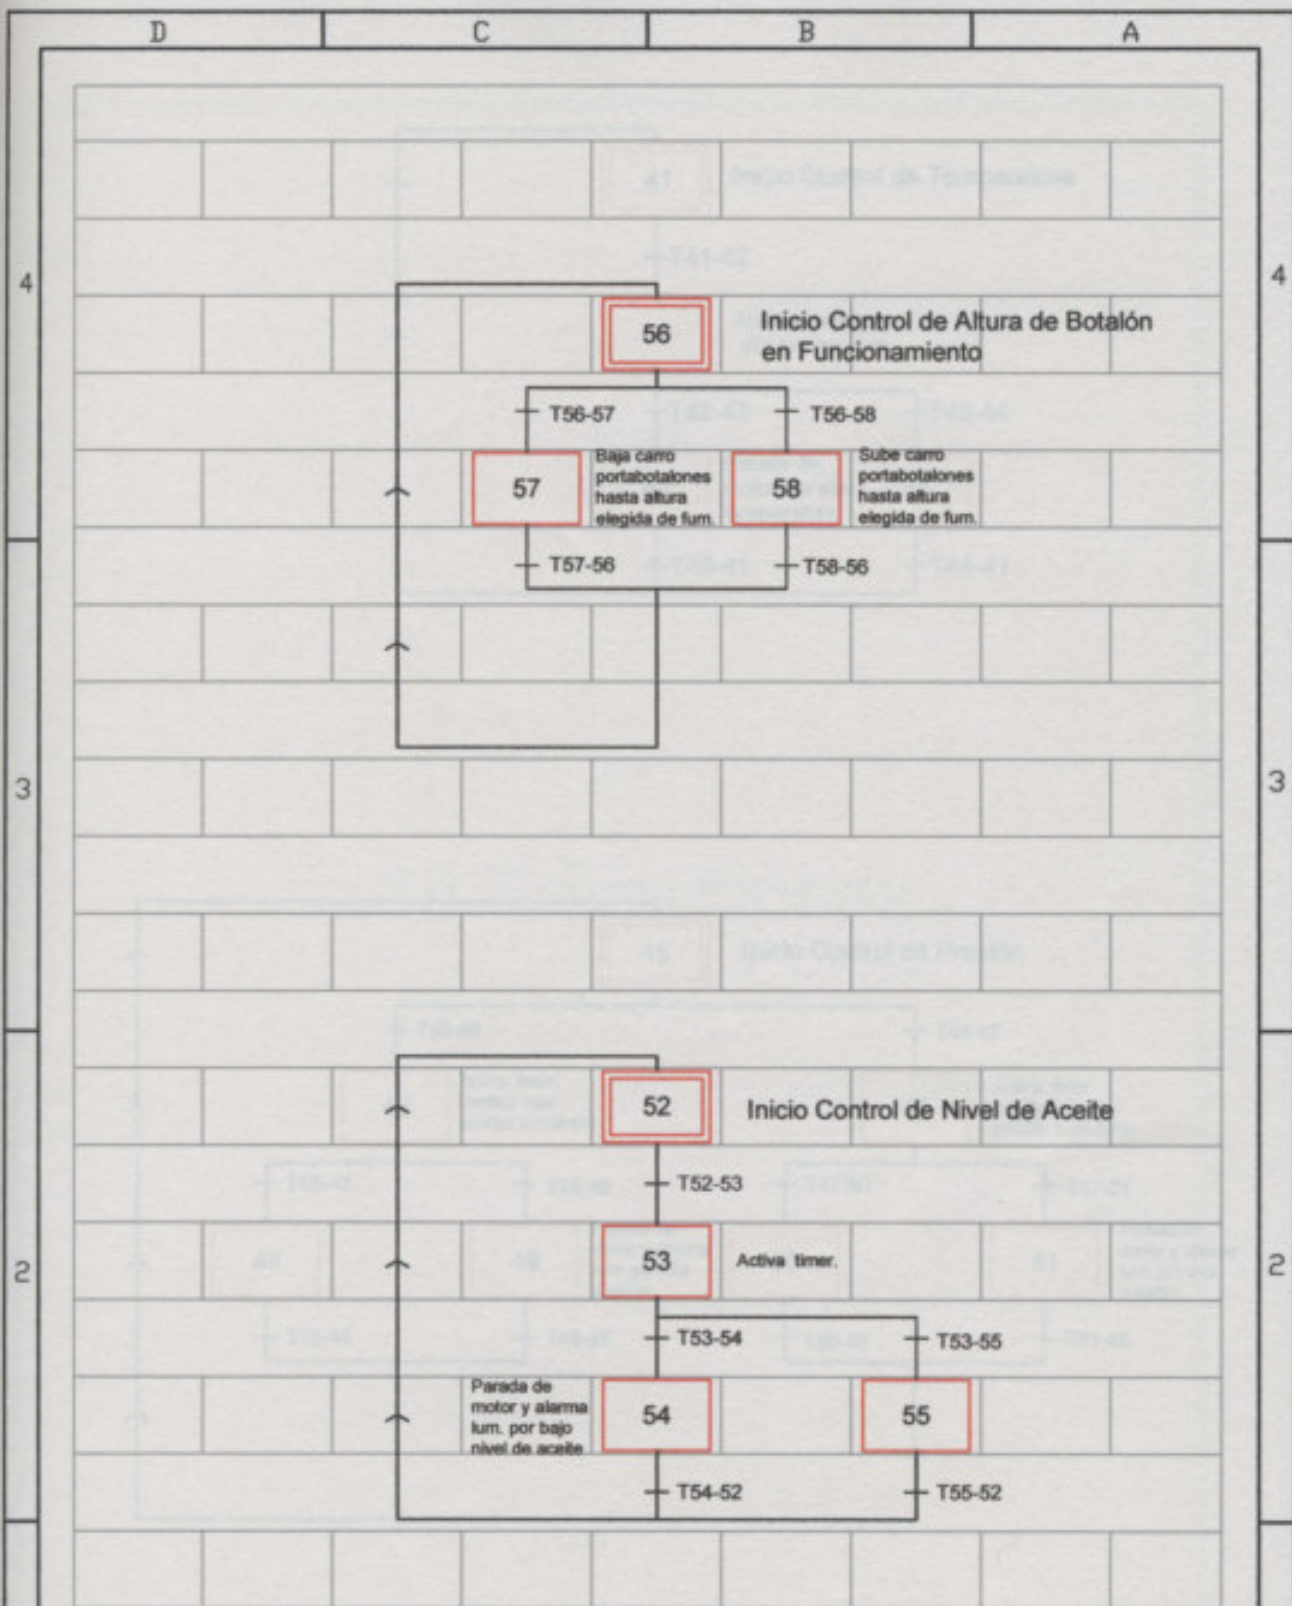 D C B A
4 4
56
Inicio Control de Altura de Botalón
en Funcionamiento
T56-57 T56-58
57
Baja carro
portabotalones
hasta altura
elegida de fum.
58
Sube carro
portabotalones
hasta altura
elegida de fum.
T57-56 T58-56
3 3
52
Inicio Control de Nivel de Aceite
T52-53
2 2
53
Activa timer.
T53-54 T53-55
Parada de
motor y alarma
lum. por bajo
nivel de aceite
54
55
T54-52 T55-52